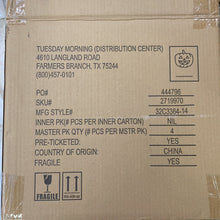 TUESDAY MORNING (DISTRIBUTION CENTER)
4610 LANGLAND ROAD
FARMERS BRANCH, TX 75244
(800)457-0101
PO# 444796
SKU# 2719970
MFG STYLE# 32C3364-14
INNER PK(# PCS PER INNER CARTON) NIL
MASTER PK QTY (# PCS PER MSTR PK) 4
PRE-TICKETED: YES
COUNTRY OF ORIGIN: CHINA
FRAGILE YES
FRAGILE